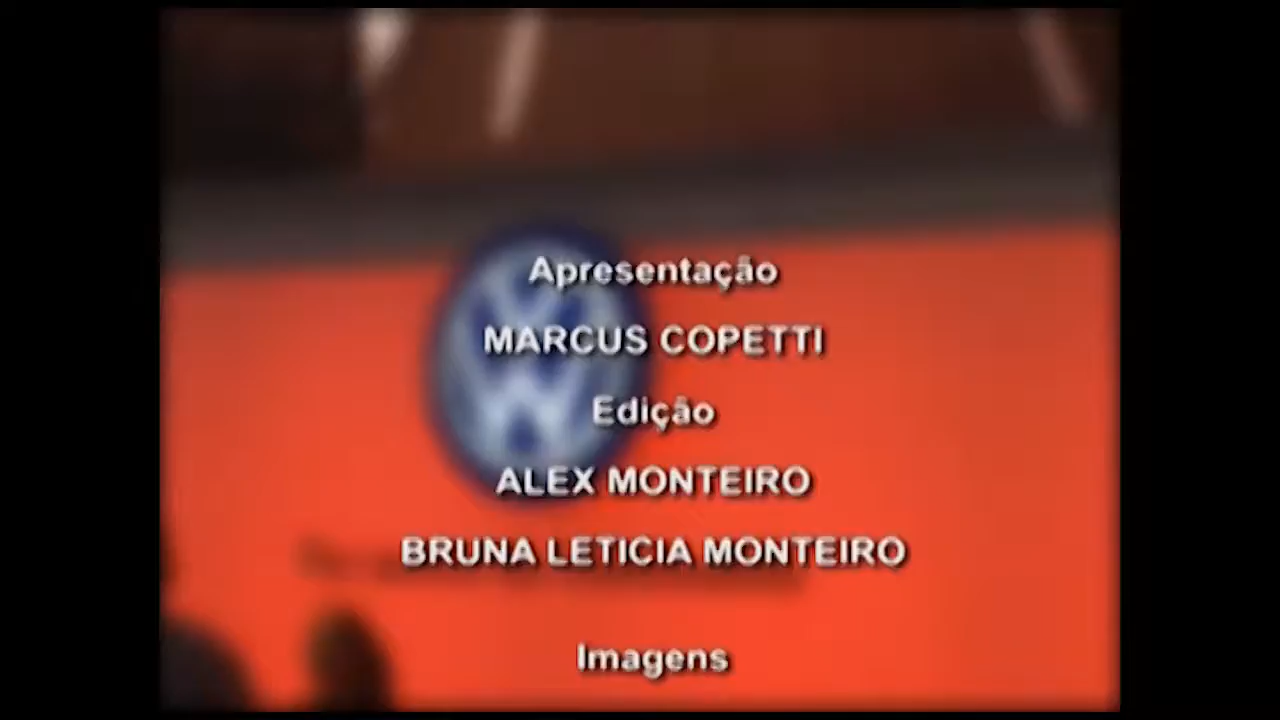 Apresentação
MARCUS COPETTI
Edição
ALEX MONTEIRO
BRUNA LETICIA MONTEIRO
Imagens